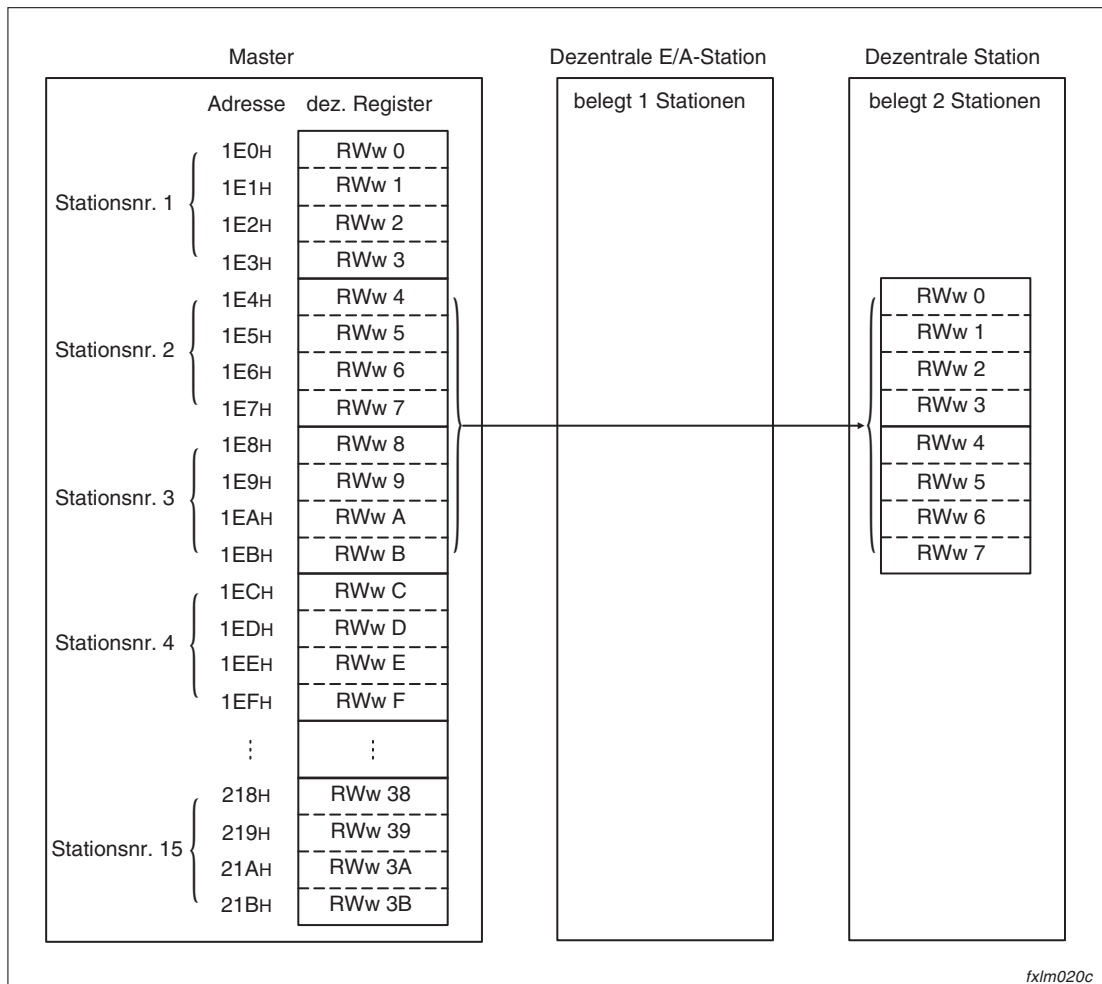 Master
Dezentrale E/A-Station
Dezentrale Station
Adresse dez. Register
belegt 1 Stationen
belegt 2 Stationen
Stationsnr. 1
1E0H RWw 0
1E1H RWw 1
1E2H RWw 2
1E3H RWw 3
Stationsnr. 2
1E4H RWw 4
1E5H RWw 5
1E6H RWw 6
1E7H RWw 7
Stationsnr. 3
1E8H RWw 8
1E9H RWw 9
1EAH RWw A
1EBH RWw B
Stationsnr. 4
1ECH RWw C
1EDH RWw D
1EEH RWw E
1EFH RWw F
Stationsnr. 15
218H RWw 38
219H RWw 39
21AH RWw 3A
21BH RWw 3B
RWw 0
RWw 1
RWw 2
RWw 3
RWw 4
RWw 5
RWw 6
RWw 7
fxlm020c